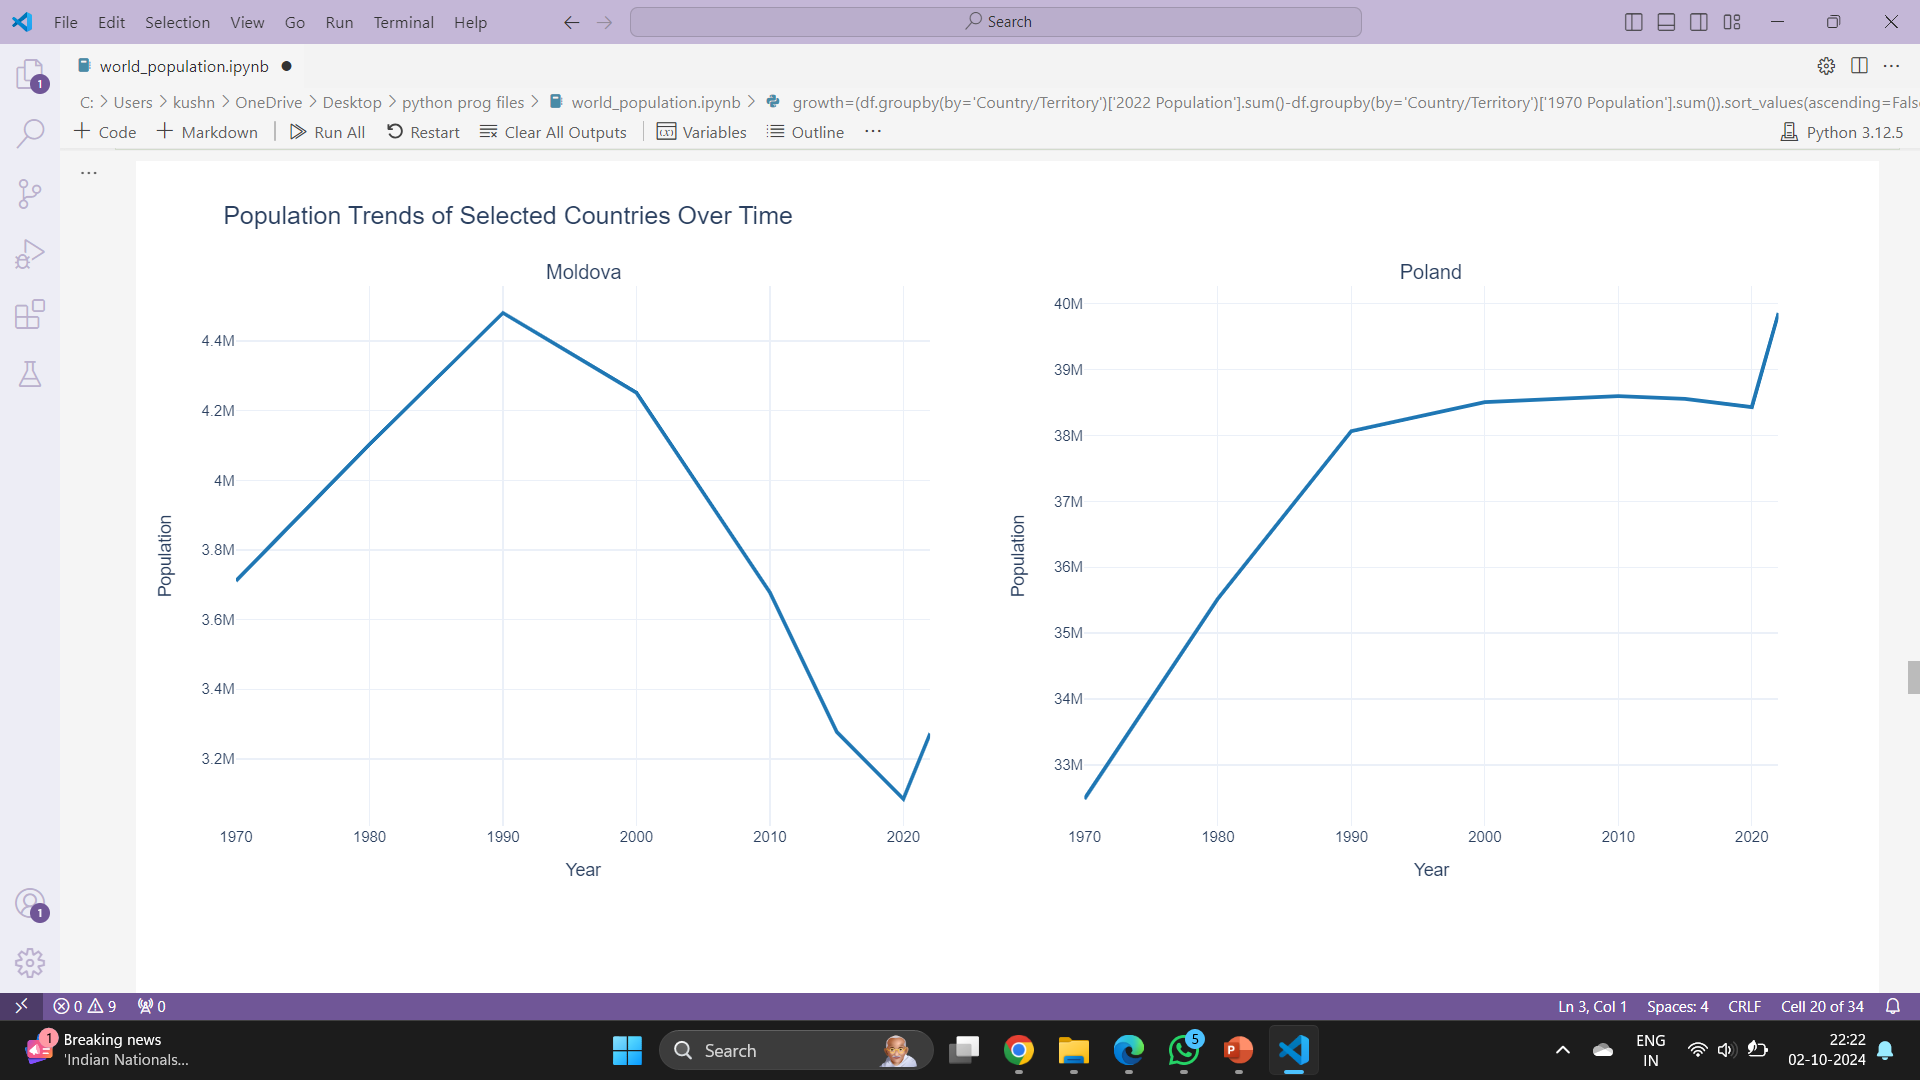 File Edit Selection View Go Run Terminal Help
Search
world_population.ipynb
C: > Users > kushn > OneDrive > Desktop > python prog files > world_population.ipynb > growth=(df.groupby(by='Country/Territory')['2022 Population'].sum()-df.groupby(by='Country/Territory')['1970 Population'].sum()).sort_values(ascending=Fals
+ Code + Markdown Run All Restart Clear All Outputs Variables Outline ...
Python 3.12.5
1
...
Population Trends of Selected Countries Over Time
Moldova
4.4M
4.2M
4M
3.8M
3.6M
3.4M
3.2M
Population
1970 1980 1990 2000 2010 2020
Year
Poland
40M
39M
38M
37M
36M
35M
34M
33M
Population
1970 1980 1990 2000 2010 2020
Year
1
0 9 0
Ln 3, Col 1 Spaces: 4 CRLF Cell 20 of 34
1
Breaking news
'Indian Nationals...
Search
5
P
ENG
IN
22:22
02-10-2024